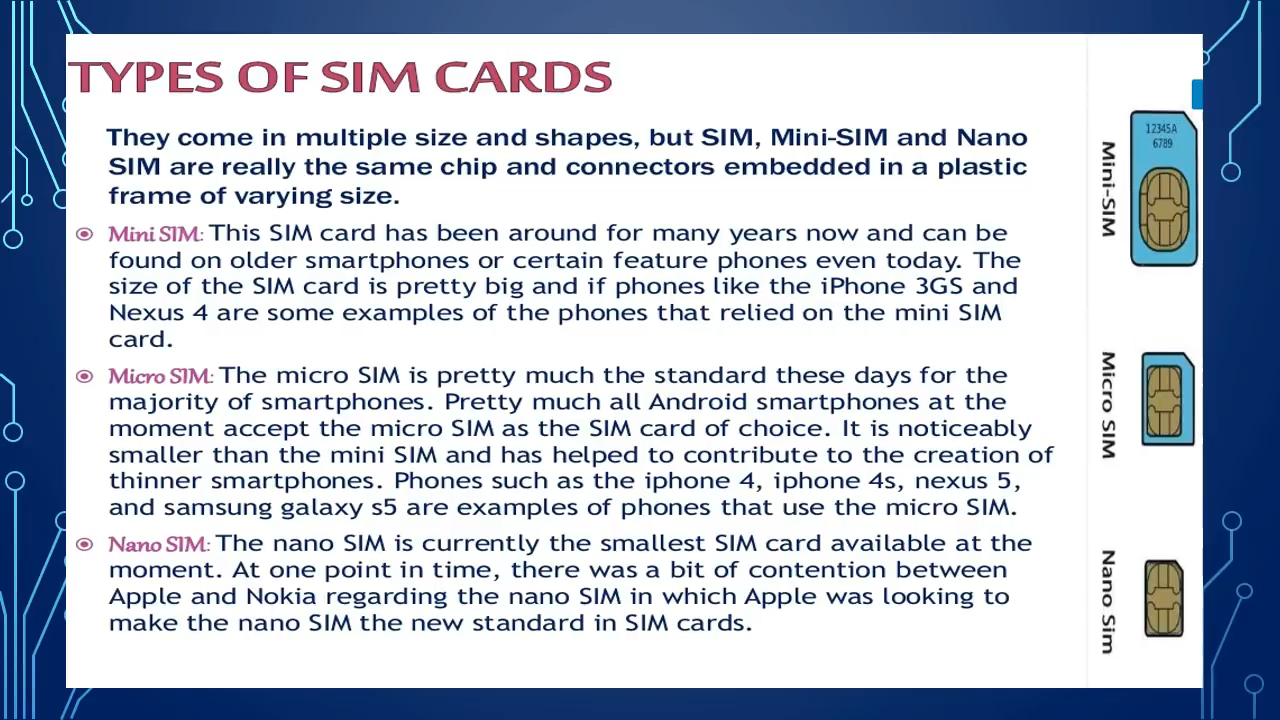 TYPES OF SIM CARDS
They come in multiple size and shapes, but SIM, Mini-SIM and Nano
SIM are really the same chip and connectors embedded in a plastic
frame of varying size.
Mini SIM: This SIM card has been around for many years now and can be
found on older smartphones or certain feature phones even today. The
size of the SIM card is pretty big and if phones like the iPhone 3GS and
Nexus 4 are some examples of the phones that relied on the mini SIM
card.
Micro SIM: The micro SIM is pretty much the standard these days for the
majority of smartphones. Pretty much all Android smartphones at the
moment accept the micro SIM as the SIM card of choice. It is noticeably
smaller than the mini SIM and has helped to contribute to the creation of
thinner smartphones. Phones such as the iphone 4, iphone 4s, nexus 5,
and samsung galaxy s5 are examples of phones that use the micro SIM.
Nano SIM: The nano SIM is currently the smallest SIM card available at the
moment. At one point in time, there was a bit of contention between
Apple and Nokia regarding the nano SIM in which Apple was looking to
make the nano SIM the new standard in SIM cards.
Mini-SIM
12345A
6789
Micro SIM
Nano Sim